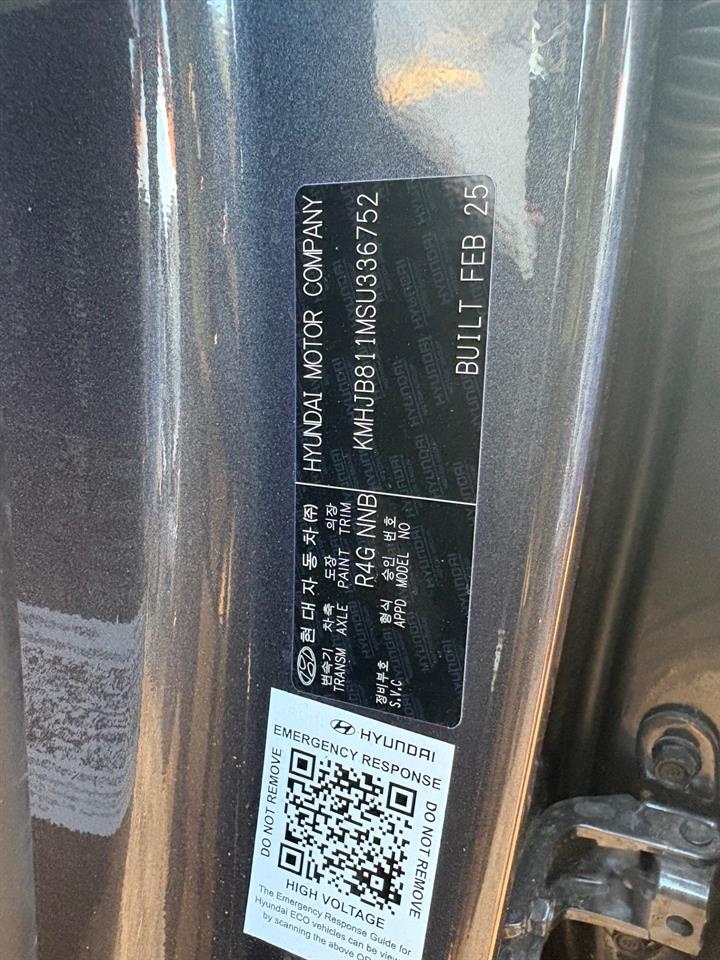 현대자동차(주) HYUNDAI MOTOR COMPANY
변속기 차축 도장 의장
TRANSM AXLE PAINT TRIM
R4G NNB KMHJB811MSU336752
정비부호 형식 승인 번호
S.V.C APPD MODEL NO
BUILT FEB 25
HYUNDAI
EMERGENCY RESPONSE
DO NOT REMOVE
DO NOT REMOVE
HIGH VOLTAGE
The Emergency Response Guide for
Hyundai ECO vehicles can be view
by scanning the above QR